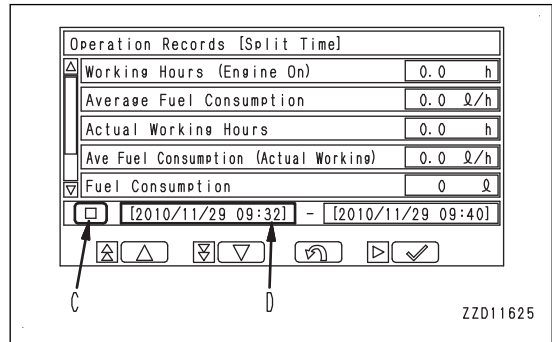 Operation Records [Split Time]
Working Hours (Engine On) 0.0 h
Average Fuel Consumption 0.0 ℓ/h
Actual Working Hours 0.0 h
Ave Fuel Consumption (Actual Working) 0.0 ℓ/h
Fuel Consumption 0 ℓ
[2010/11/29 09:32] - [2010/11/29 09:40]
C D
ZZD11625